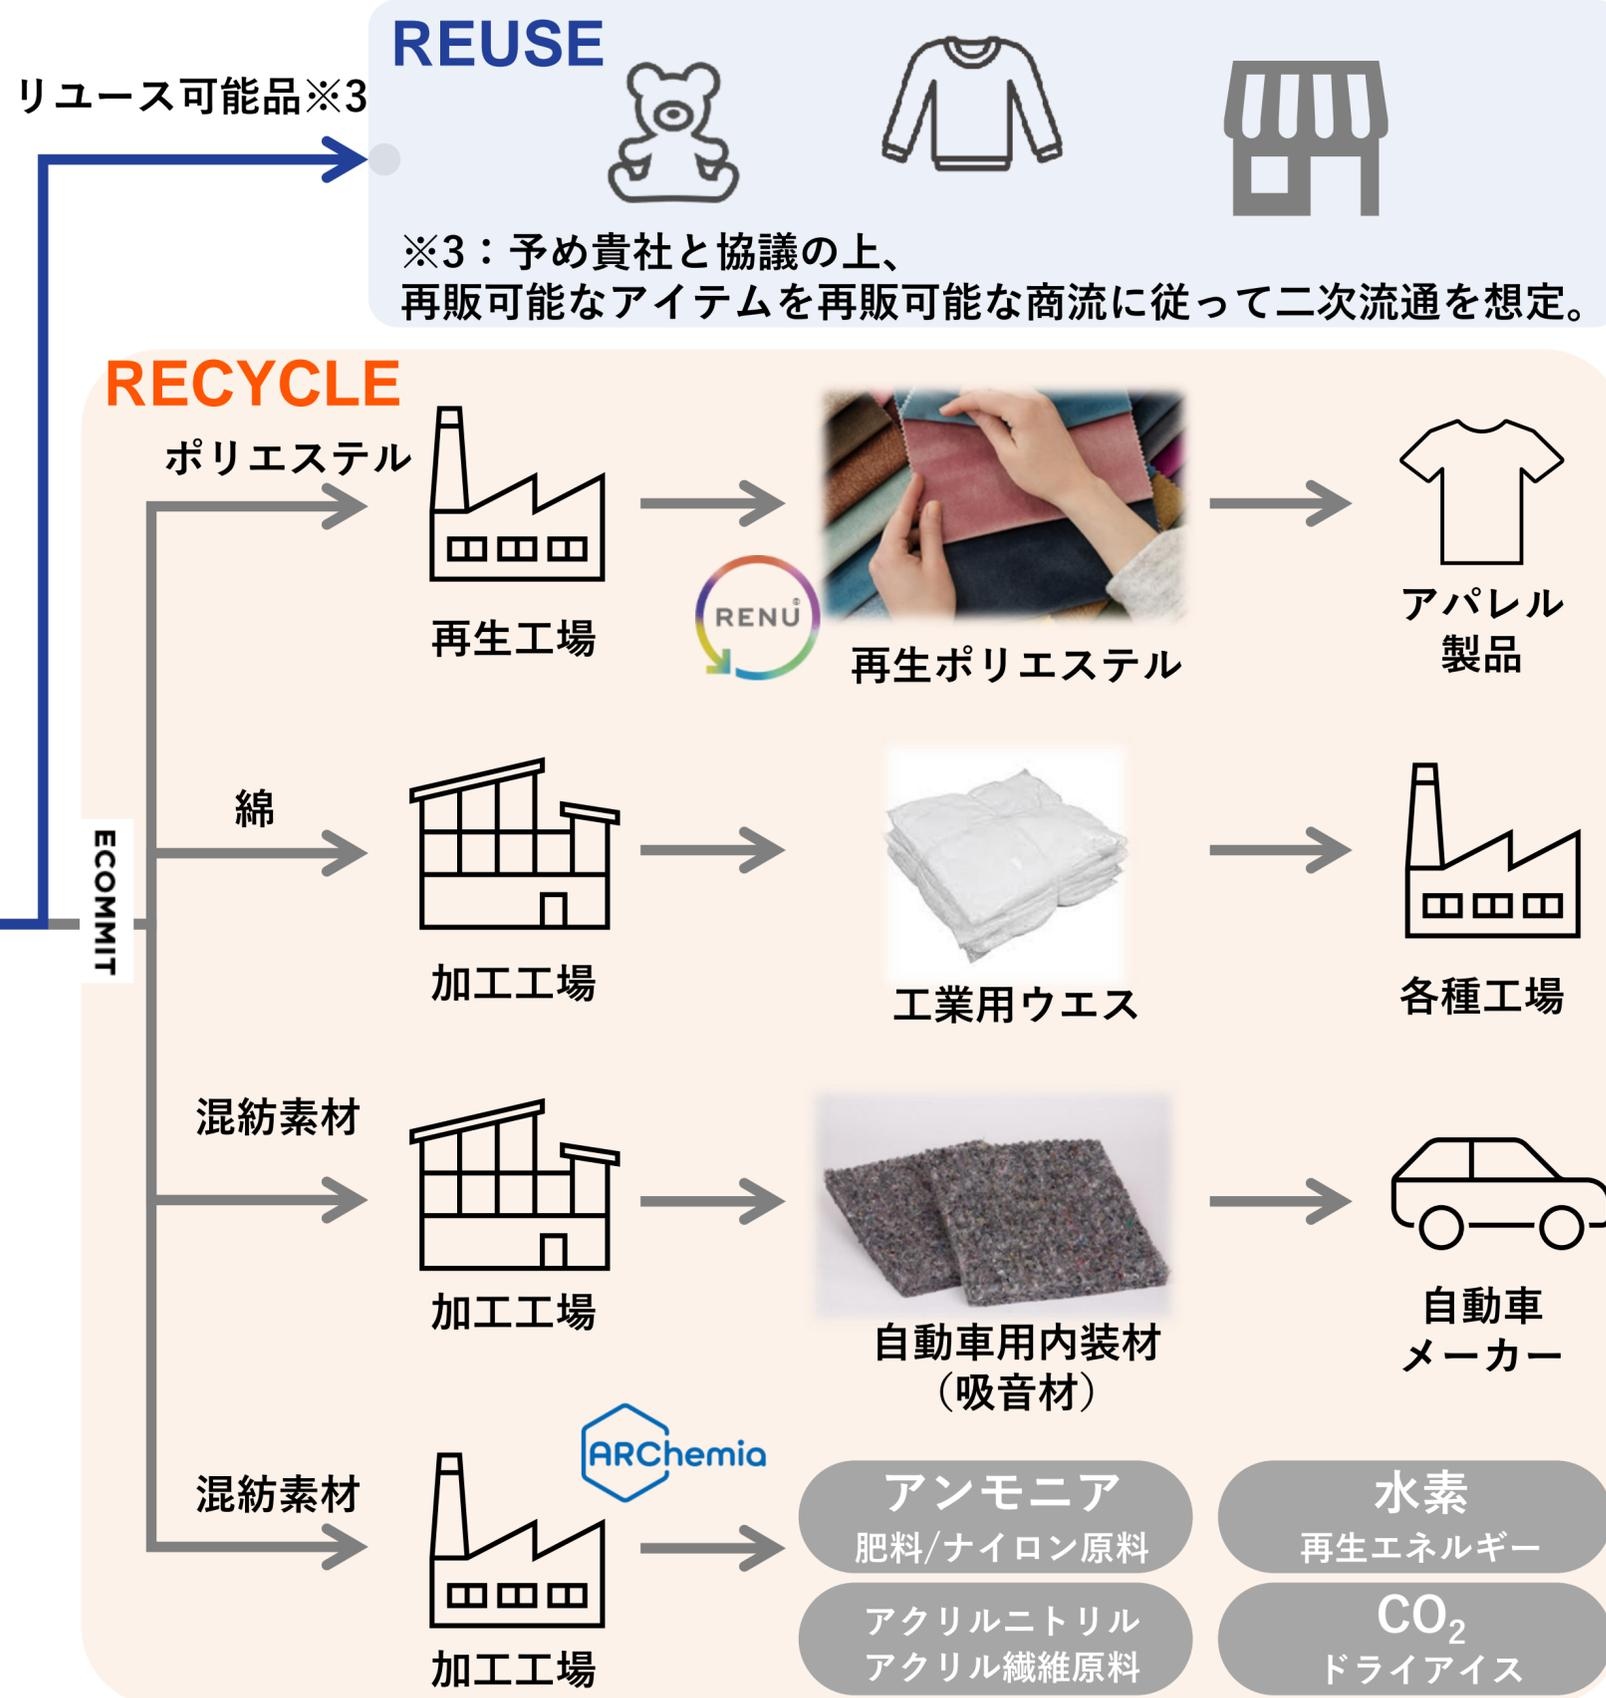 REUSE
リユース可能品※3
※3：予め貴社と協議の上、
再販可能なアイテムを再販可能な商流に従って二次流通を想定。
RECYCLE
ポリエステル
再生工場
RENU®
再生ポリエステル
アパレル
製品
ECOMMIT
綿
加工工場
工業用ウエス
各種工場
混紡素材
加工工場
自動車用内装材
（吸音材）
自動車
メーカー
混紡素材
ARChemia
加工工場
アンモニア
肥料/ナイロン原料
水素
再生エネルギー
アクリルニトリル
アクリル繊維原料
CO₂
ドライアイス